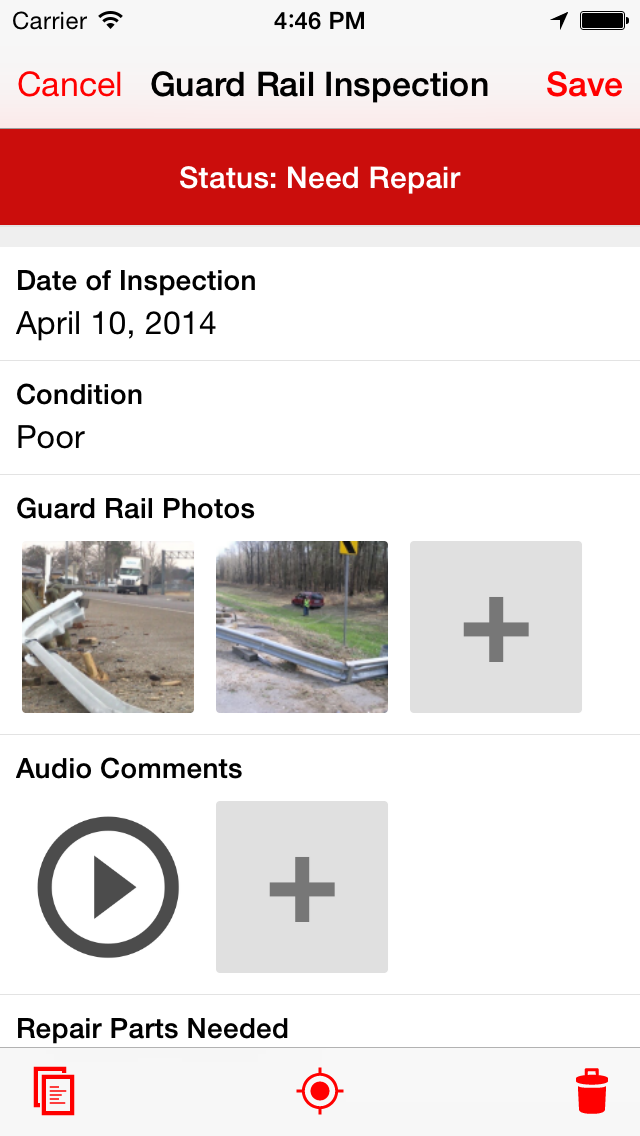 Carrier 4:46 PM
Cancel Guard Rail Inspection Save
Status: Need Repair
Date of Inspection
April 10, 2014
Condition
Poor
Guard Rail Photos
Audio Comments
Repair Parts Needed